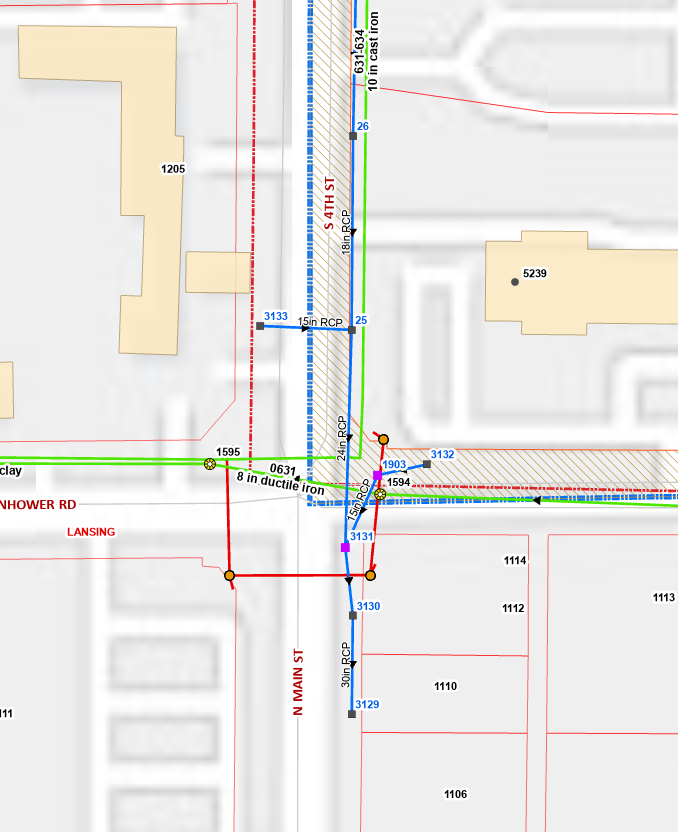 631-634
10 in cast iron
26
1205
S 4TH ST
18in RCP
5239
3133
15in RCP
25
24in RCP
1595
0631
8 in ductile iron
clay
1903
3132
1594
15in RCP
NHOWER RD
LANSING
3131
1114
3130
1112
1113
30in RCP
N MAIN ST
1110
3129
111
1106